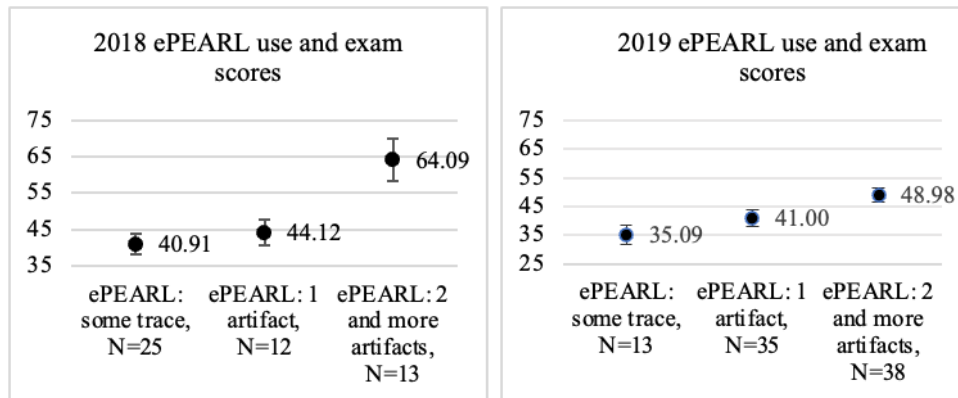 2018 ePEARL use and exam
scores
75
65
55
45
35
64.09
44.12
40.91
ePEARL:
some trace,
N=25
ePEARL: 1
artifact,
N=12
ePEARL: 2
and more
artifacts,
N=13
2019 ePEARL use and exam
scores
75
65
55
45
35
25
48.98
41.00
35.09
ePEARL:
some trace,
N=13
ePEARL: 1
artifact,
N=35
ePEARL: 2
and more
artifacts,
N=38